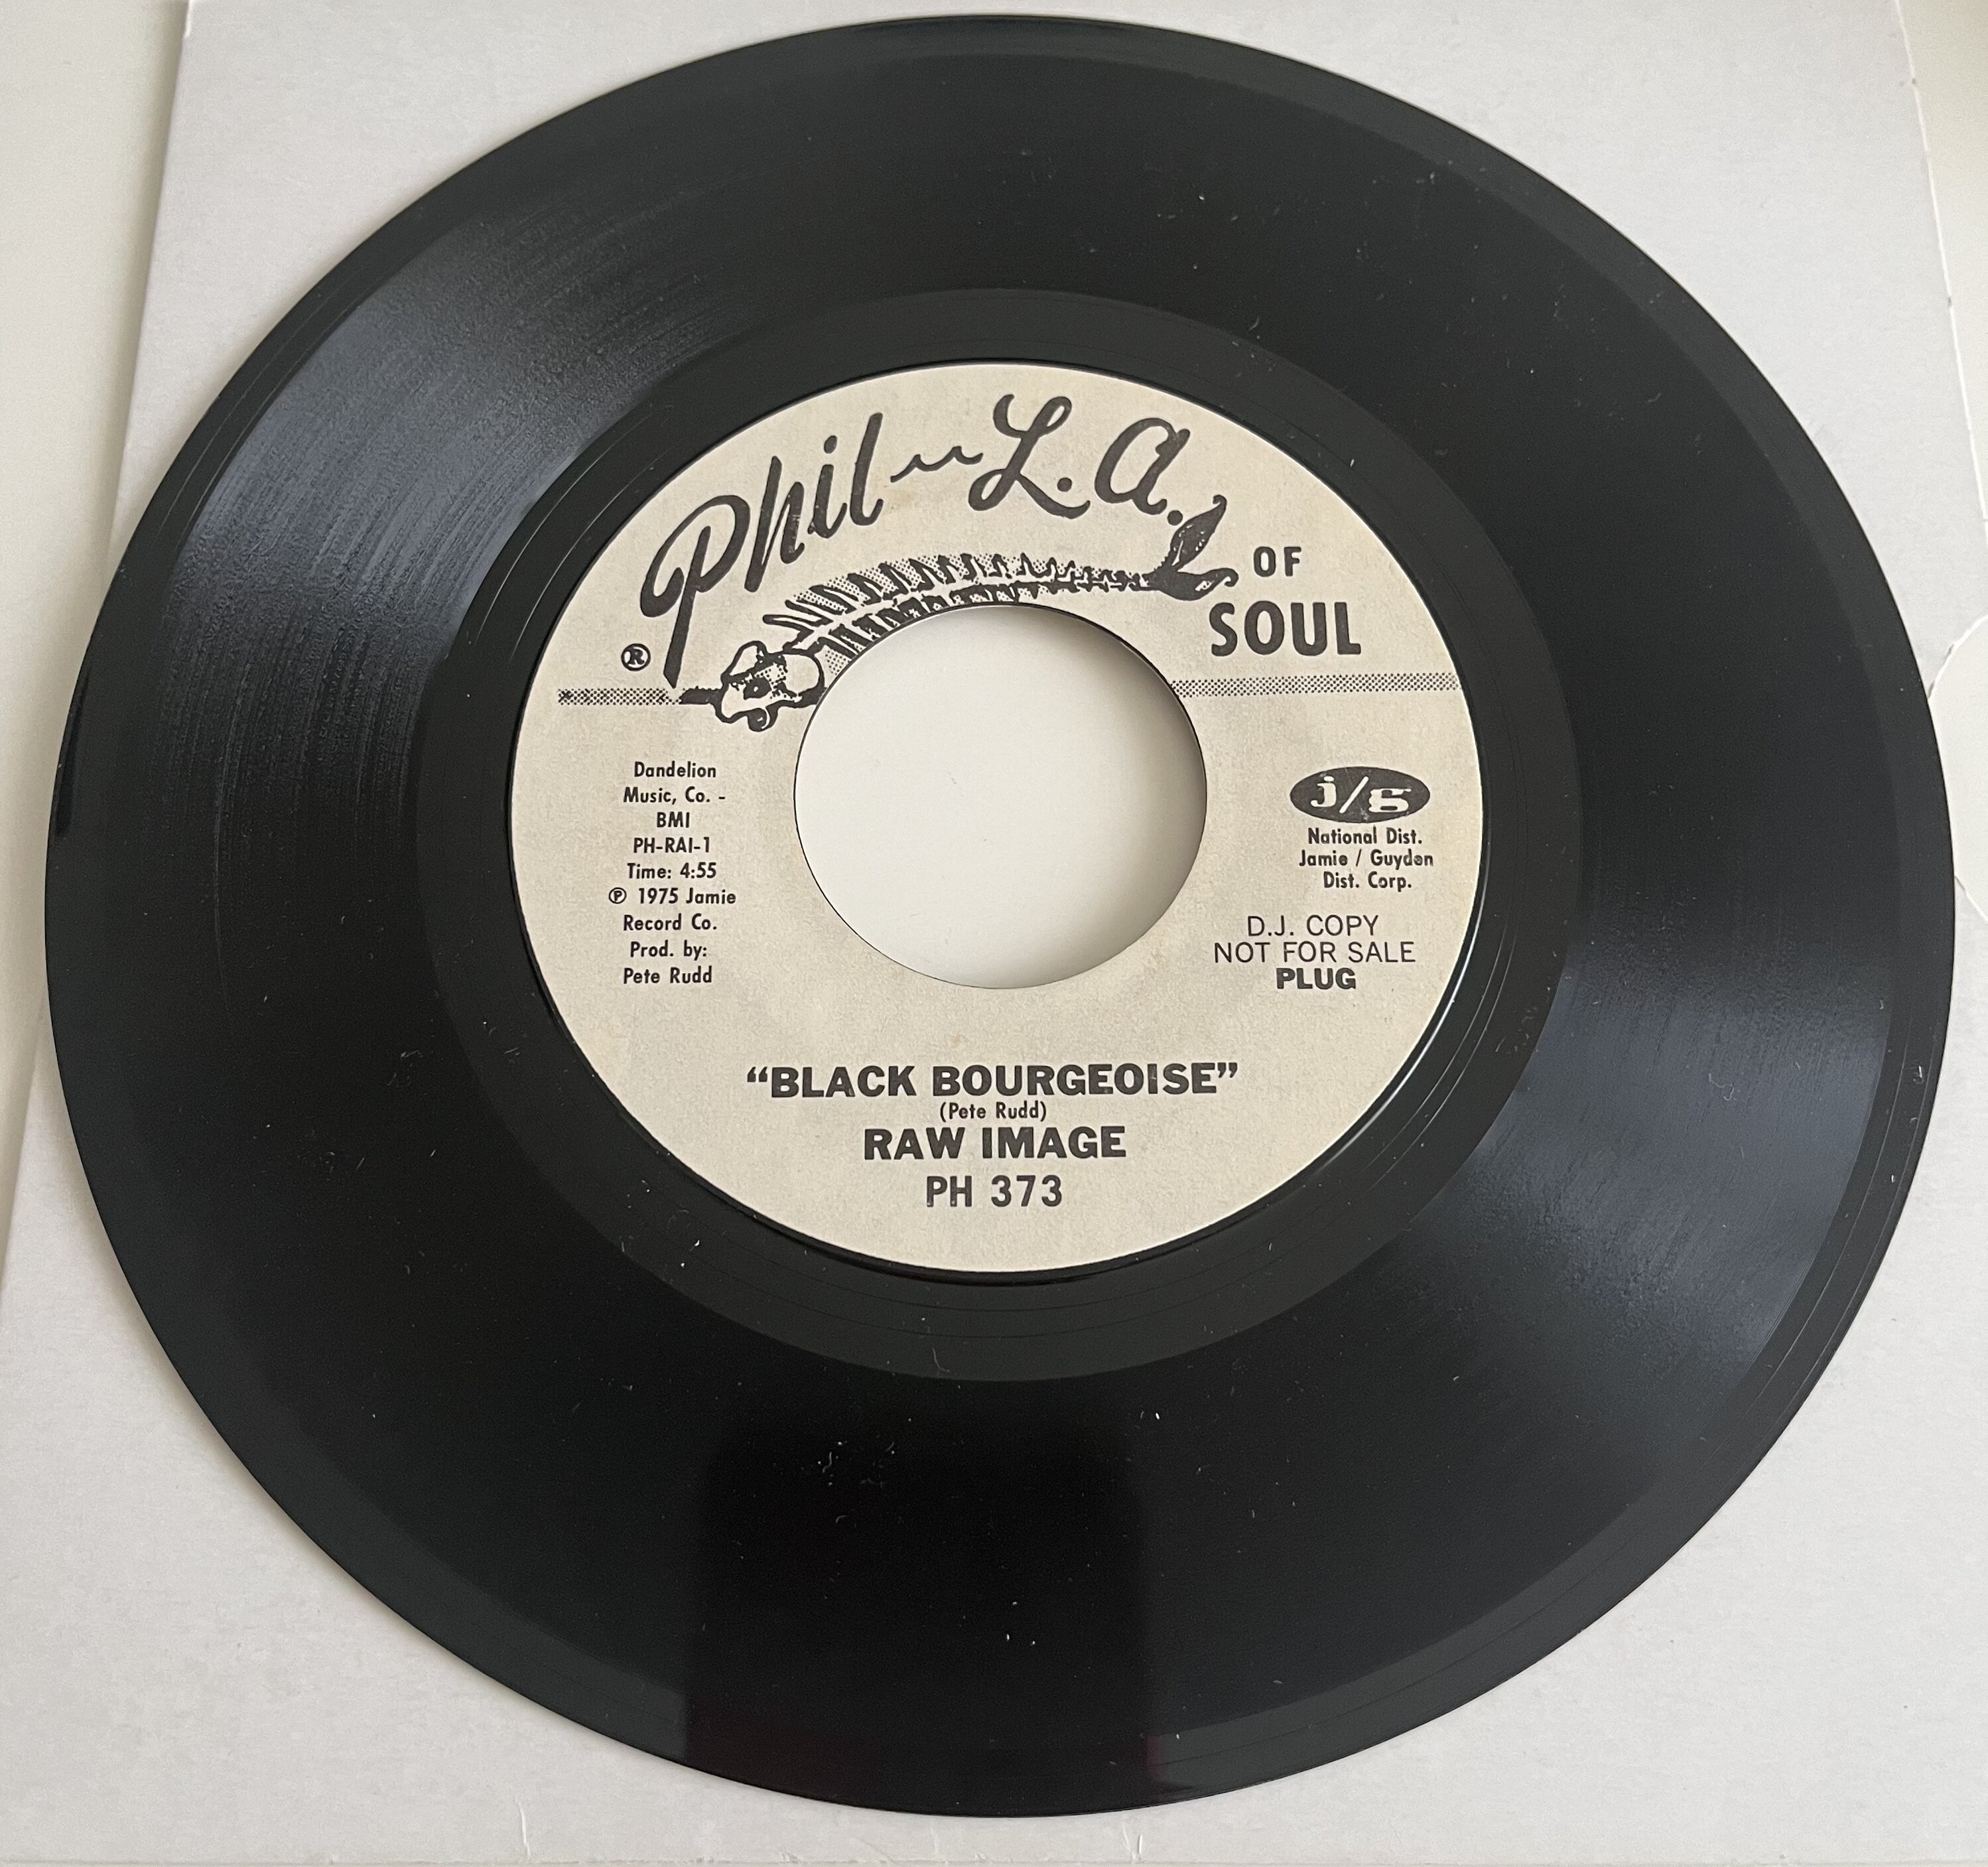 Phil-L.A.
OF
SOUL
®
Dandelion
Music, Co. -
BMI
PH-RAI-1
Time: 4:55
℗ 1975 Jamie
Record Co.
Prod. by:
Pete Rudd
j/g
National Dist.
Jamie / Guyden
Dist. Corp.
D.J. COPY
NOT FOR SALE
PLUG
"BLACK BOURGEOISE"
(Pete Rudd)
RAW IMAGE
PH 373